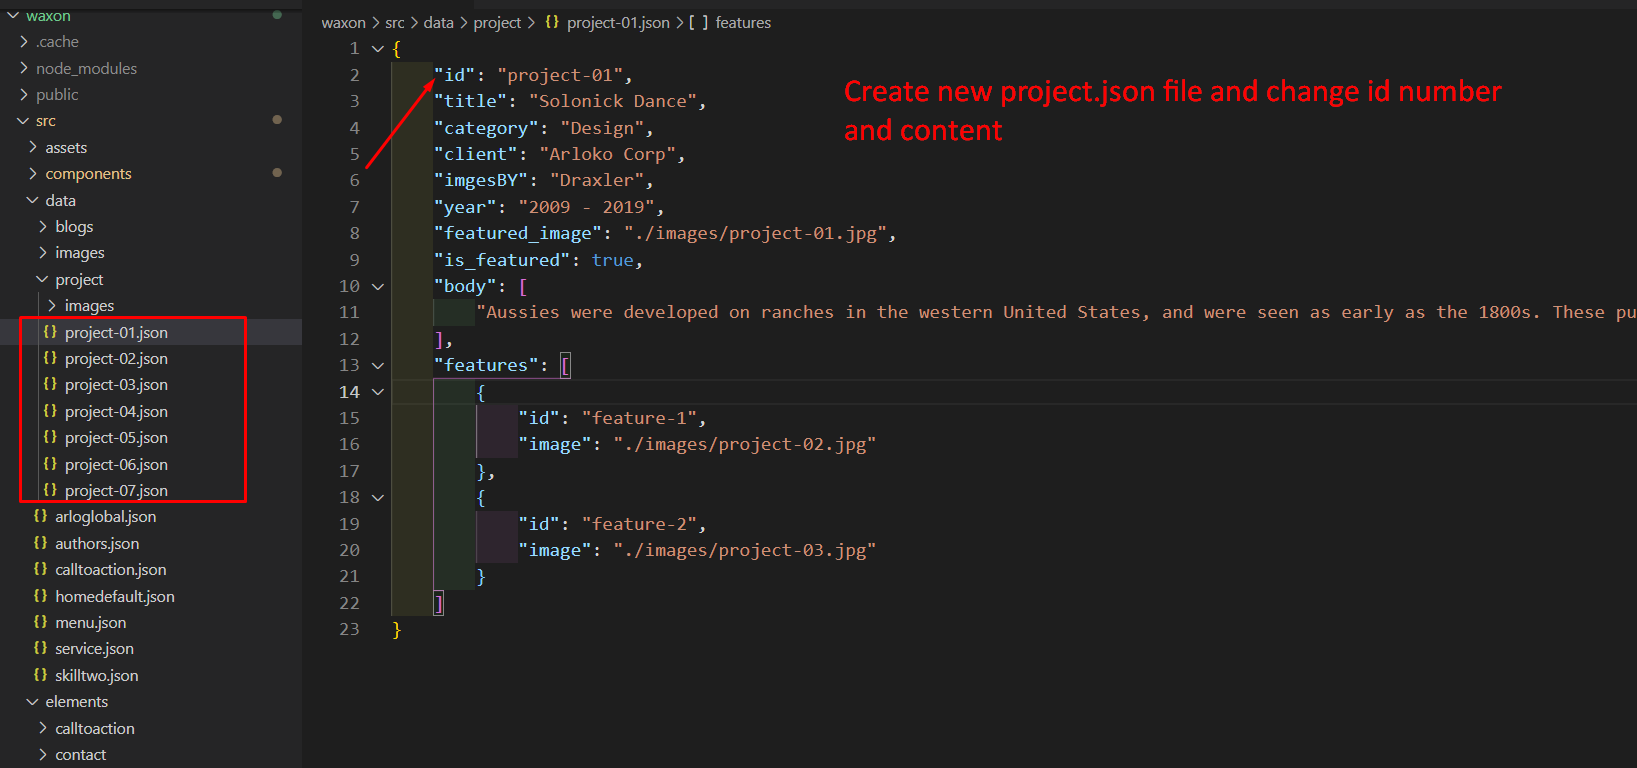 waxon
.cache
node_modules
public
src
assets
components
data
blogs
images
project
images
project-01.json
project-02.json
project-03.json
project-04.json
project-05.json
project-06.json
project-07.json
arloglobal.json
authors.json
calltoaction.json
homedefault.json
menu.json
service.json
skilltwo.json
elements
calltoaction
contact
waxon > src > data > project > {} project-01.json > [ ] features
1 {
2 "id": "project-01",
3 "title": "Solonick Dance",
4 "category": "Design",
5 "client": "Arloko Corp",
6 "imgesBY": "Draxler",
7 "year": "2009 - 2019",
8 "featured_image": "./images/project-01.jpg",
9 "is_featured": true,
10 "body": [
11 "Aussies were developed on ranches in the western United States, and were seen as early as the 1800s. These pu
12 ],
13 "features": [
14 {
15 "id": "feature-1",
16 "image": "./images/project-02.jpg"
17 },
18 {
19 "id": "feature-2",
20 "image": "./images/project-03.jpg"
21 }
22 ]
23 }
Create new project.json file and change id number
and content